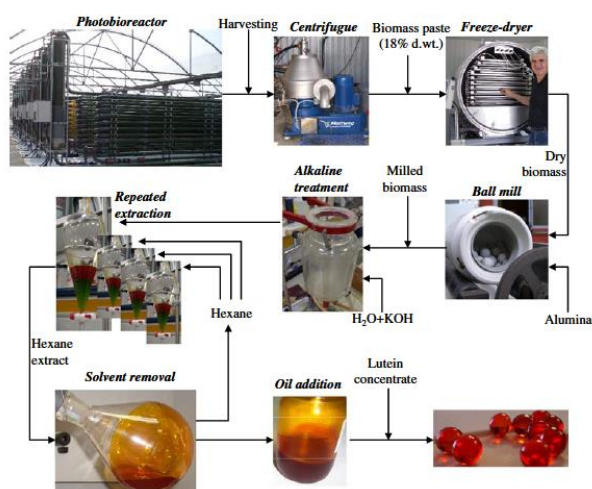 Photobioreactor
Harvesting
Centrifugue
Biomass paste
(18% d.wt.)
Freeze-dryer
Dry
biomass
Repeated
extraction
Alkaline
treatment
Milled
biomass
Ball mill
Hexane
H₂O+KOH
Alumina
Hexane
extract
Solvent removal
Oil addition
Lutein
concentrate